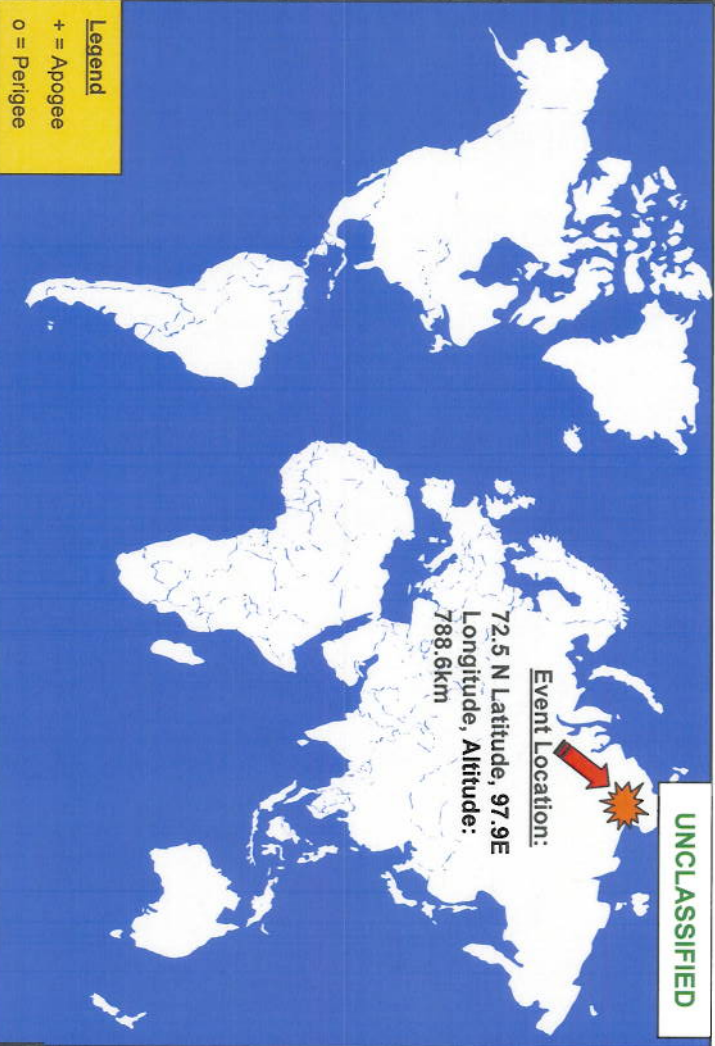 UNCLASSIFIED
Event Location:
72.5 N Latitude, 97.9E
Longitude, Altitude:
788.6km
Legend
+ = Apogee
o = Perigee